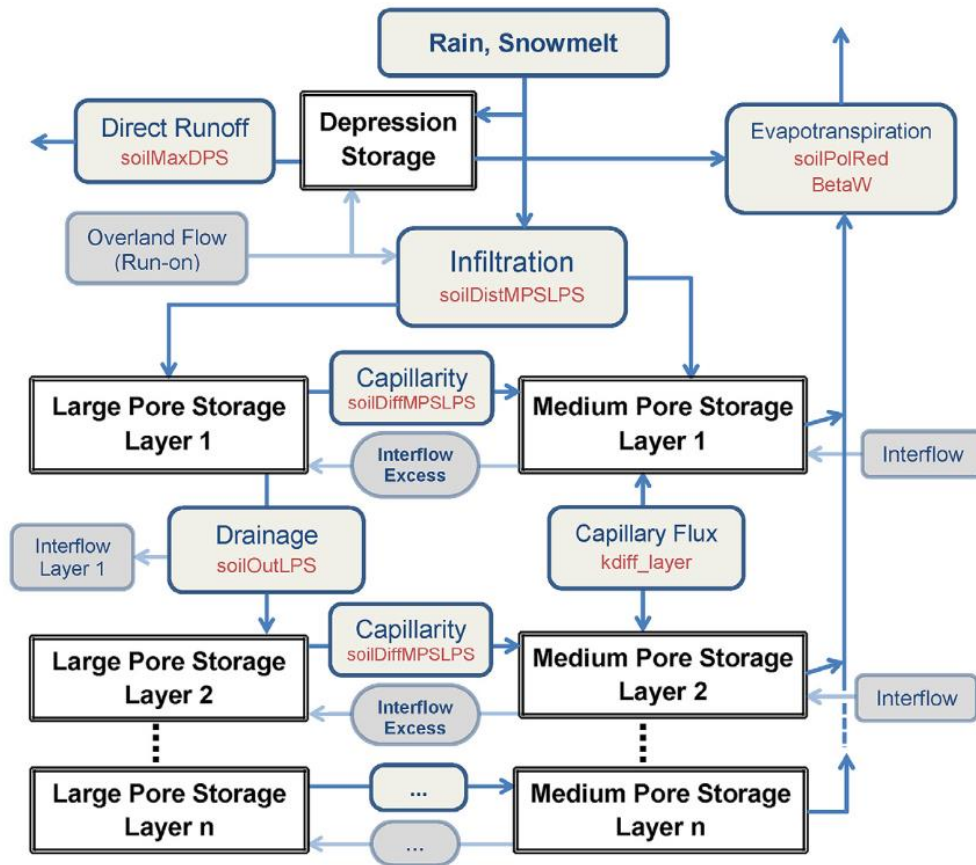 Rain, Snowmelt
Direct Runoff
soilMaxDPS
Depression
Storage
Evapotranspiration
soilPolRed
BetaW
Overland Flow
(Run-on)
Infiltration
soilDistMPSLPS
Large Pore Storage
Layer 1
Capillarity
soilDiffMPSLPS
Medium Pore Storage
Layer 1
Interflow
Excess
Interflow
Interflow
Layer 1
Drainage
soilOutLPS
Capillary Flux
kdiff_layer
Large Pore Storage
Layer 2
Capillarity
soilDiffMPSLPS
Medium Pore Storage
Layer 2
Interflow
Excess
Interflow
Large Pore Storage
Layer n
...
Medium Pore Storage
Layer n
...